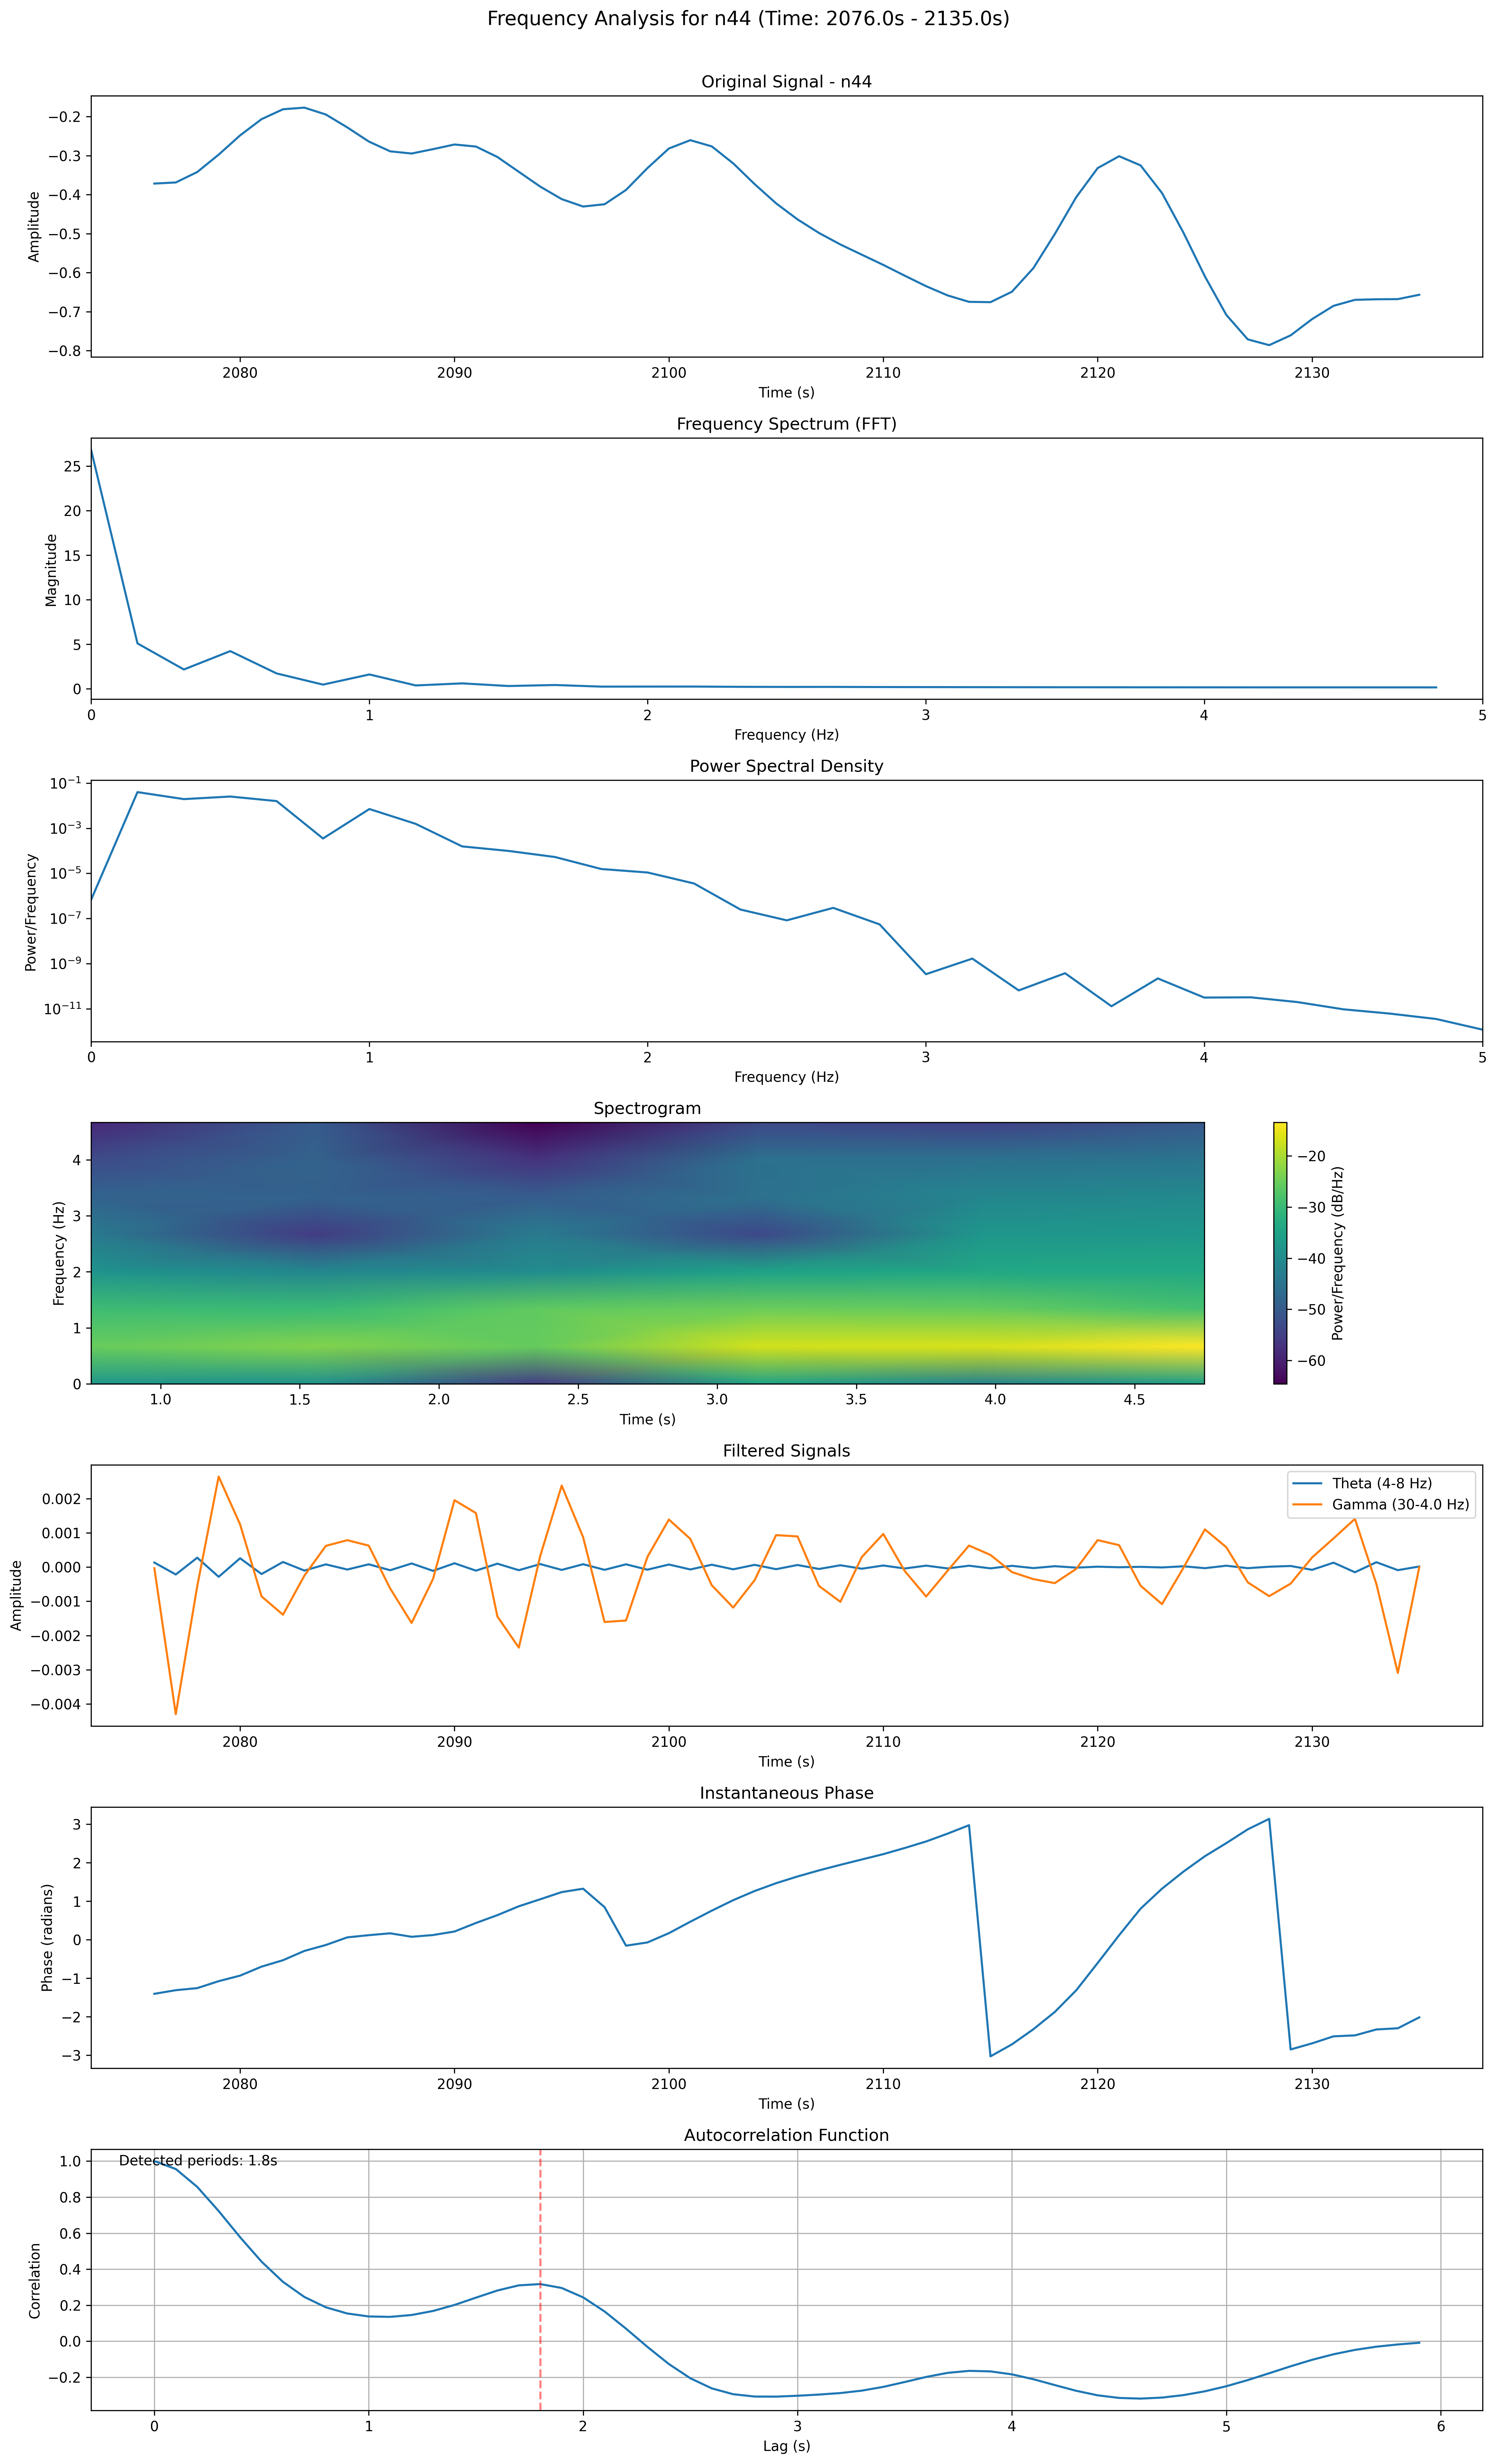 Frequency Analysis for n44 (Time: 2076.0s - 2135.0s)
Original Signal - n44
Amplitude
−0.2
−0.3
−0.4
−0.5
−0.6
−0.7
−0.8
2080 2090 2100 2110 2120 2130
Time (s)
Frequency Spectrum (FFT)
Magnitude
25
20
15
10
5
0
0 1 2 3 4 5
Frequency (Hz)
Power Spectral Density
Power/Frequency
10⁻¹
10⁻³
10⁻⁵
10⁻⁷
10⁻⁹
10⁻¹¹
0 1 2 3 4 5
Frequency (Hz)
Spectrogram
Frequency (Hz)
4
3
2
1
0
1.0 1.5 2.0 2.5 3.0 3.5 4.0 4.5
Time (s)
−20
−30
−40
−50
−60
Power/Frequency (dB/Hz)
Filtered Signals
Theta (4-8 Hz)
Gamma (30-4.0 Hz)
Amplitude
0.002
0.001
0.000
−0.001
−0.002
−0.003
−0.004
2080 2090 2100 2110 2120 2130
Time (s)
Instantaneous Phase
Phase (radians)
3
2
1
0
−1
−2
−3
2080 2090 2100 2110 2120 2130
Time (s)
Autocorrelation Function
Detected periods: 1.8s
Correlation
1.0
0.8
0.6
0.4
0.2
0.0
−0.2
0 1 2 3 4 5 6
Lag (s)